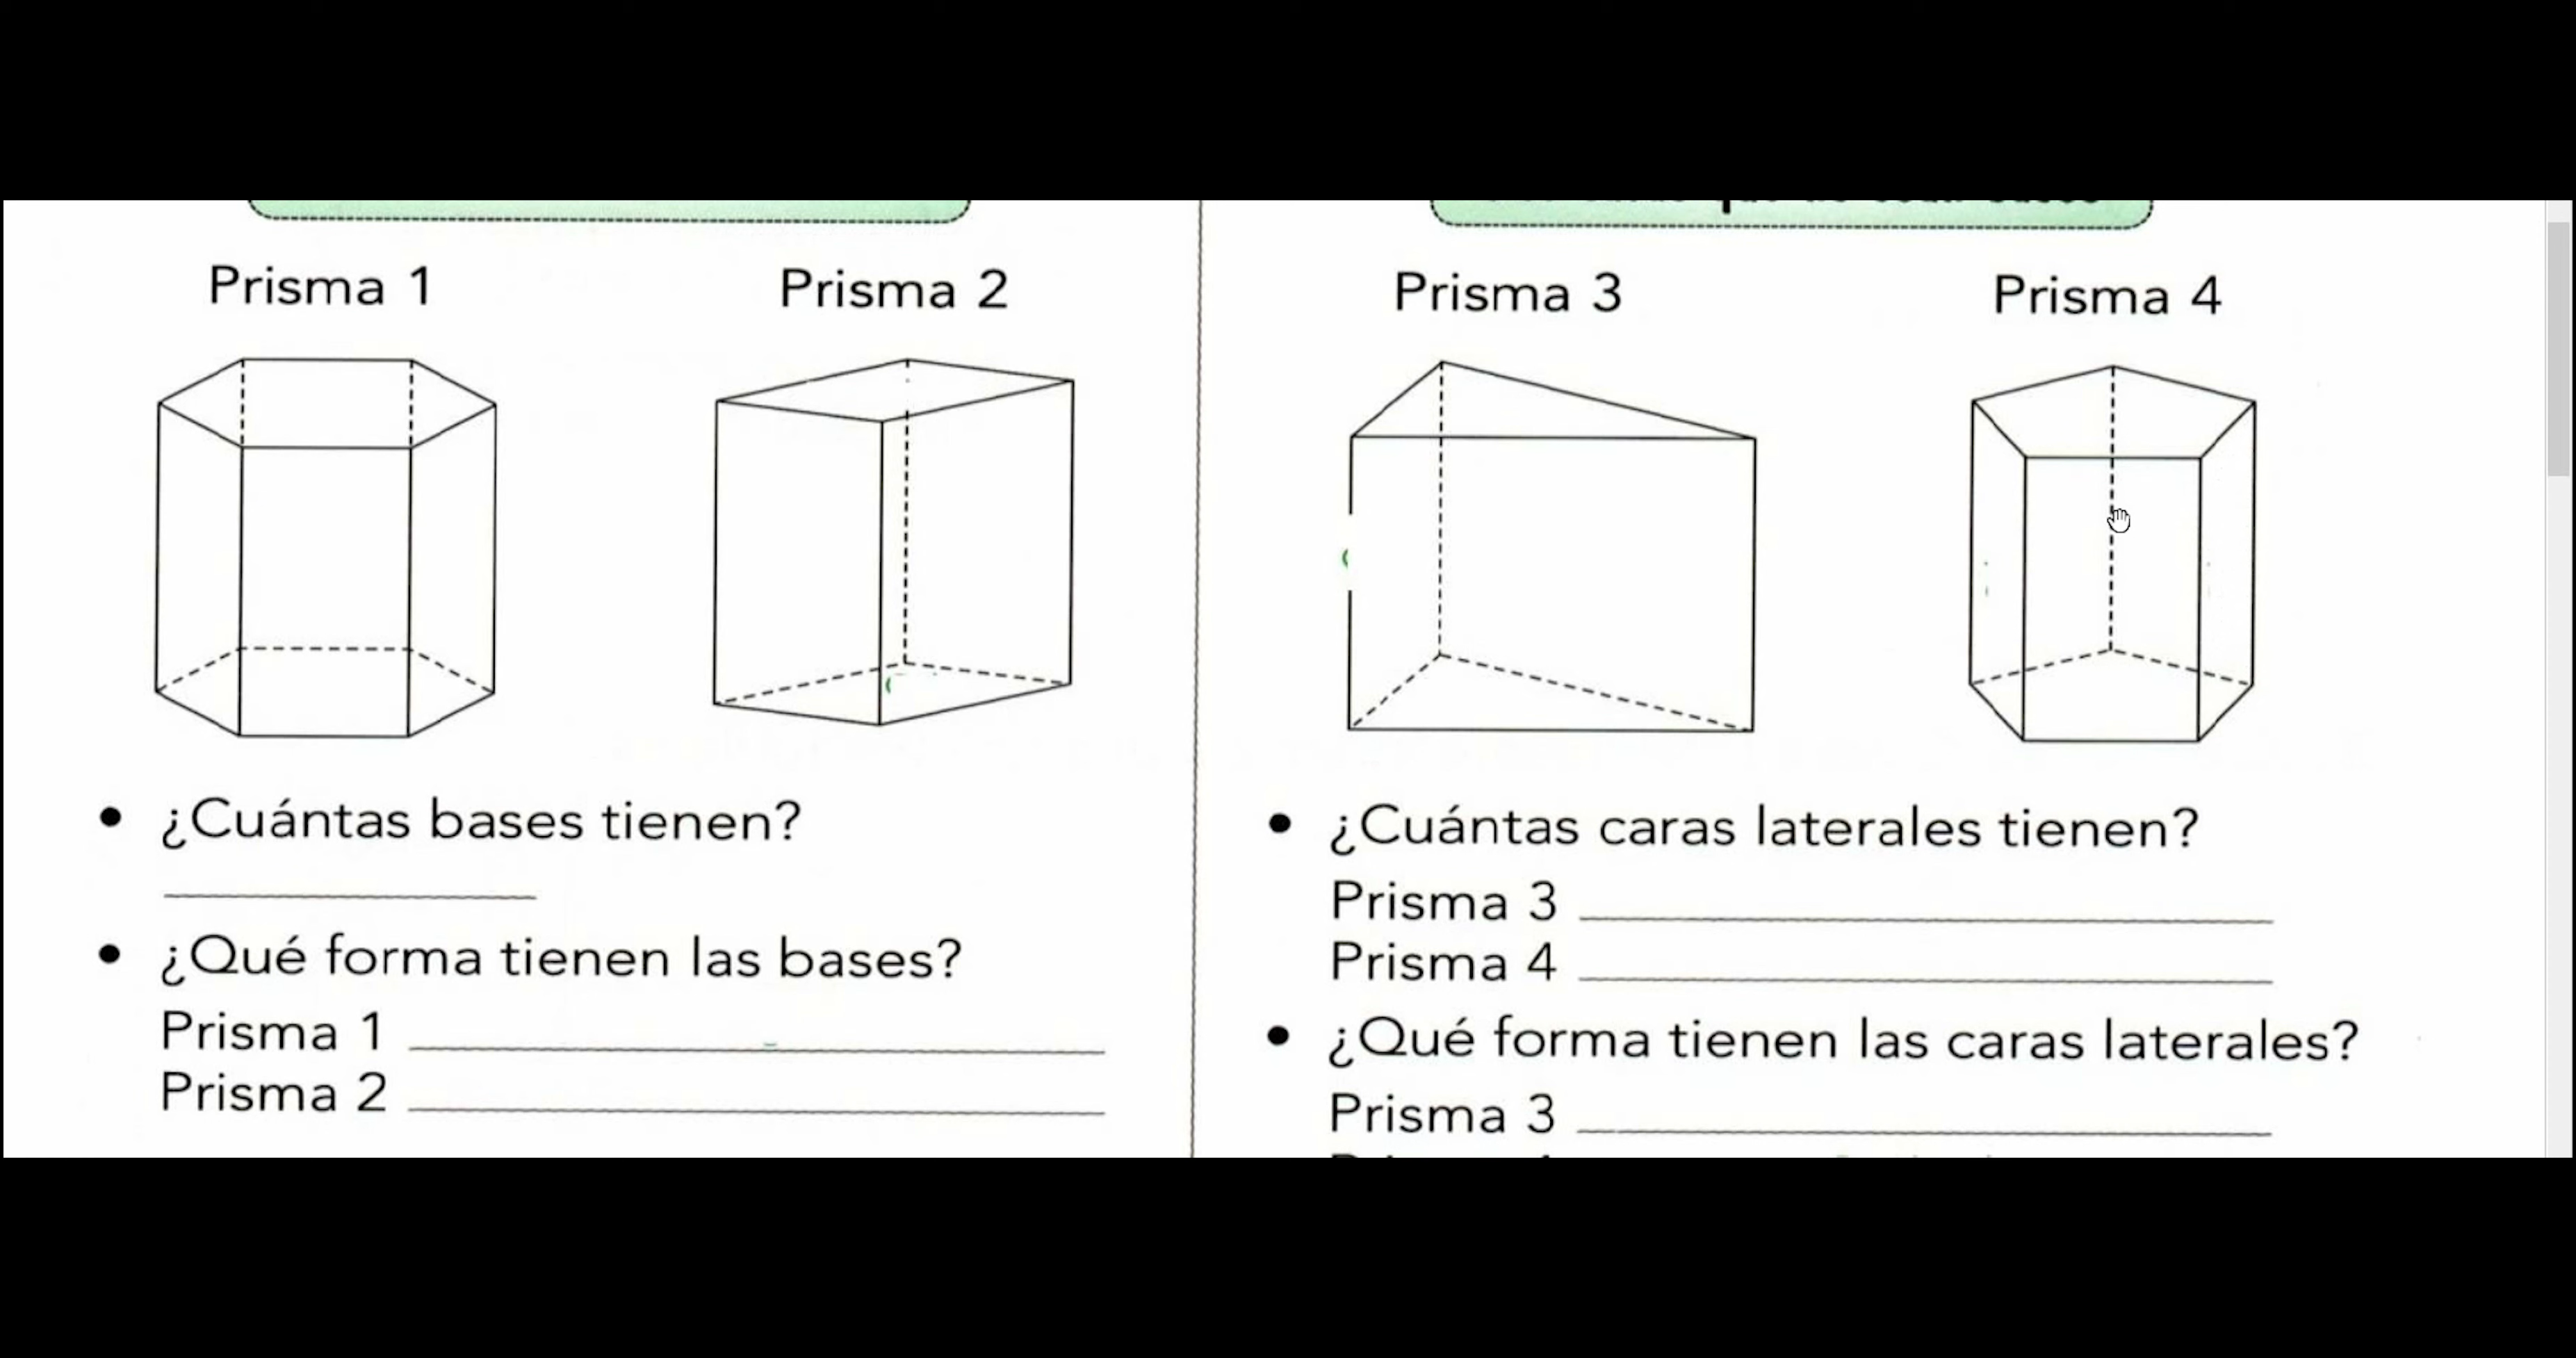 Prisma 1
Prisma 2
¿Cuántas bases tienen?
¿Qué forma tienen las bases?
Prisma 1
Prisma 2
Prisma 3
Prisma 4
¿Cuántas caras laterales tienen?
Prisma 3
Prisma 4
¿Qué forma tienen las caras laterales?
Prisma 3